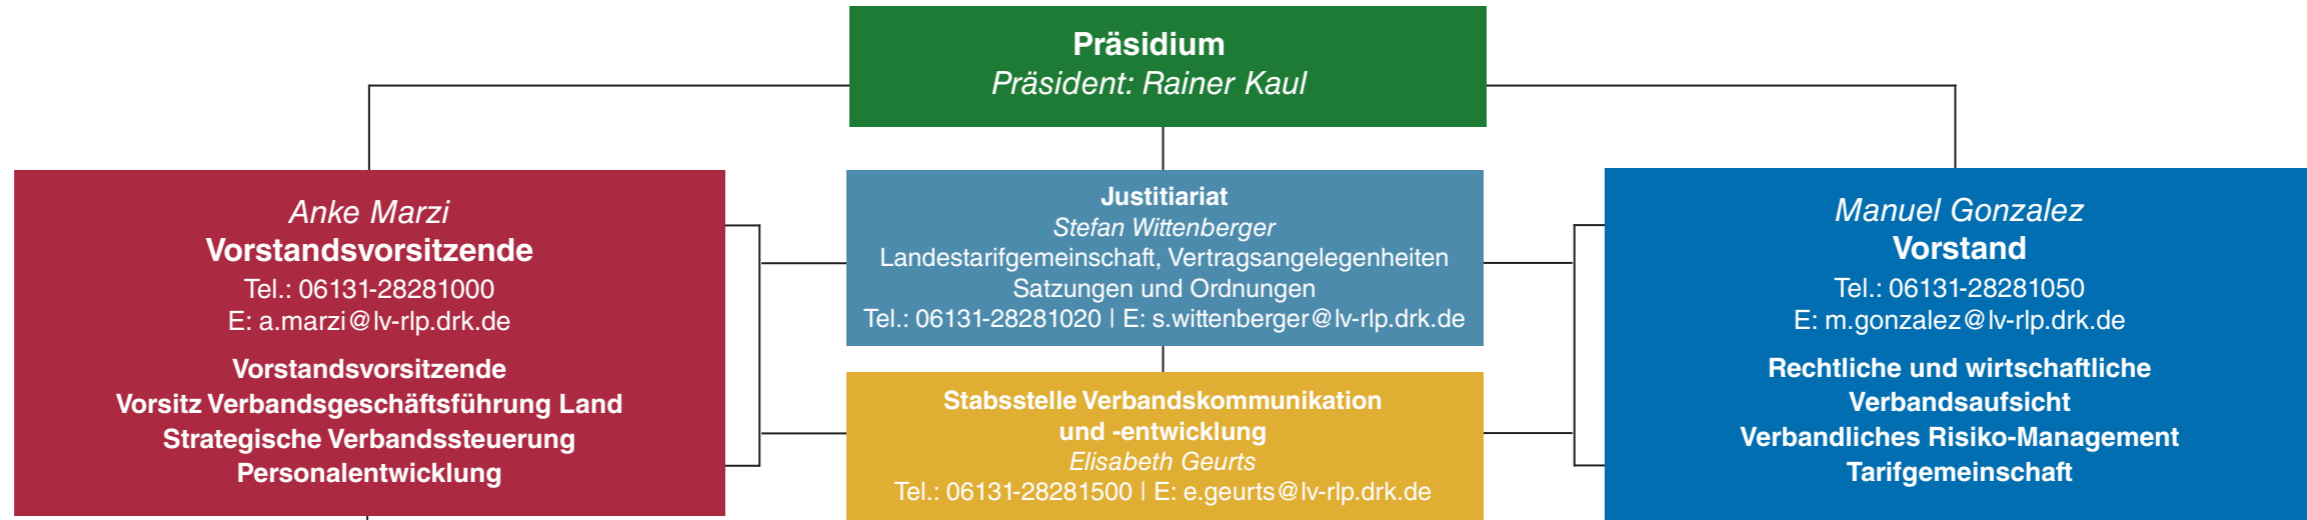 Präsidium
Präsident: Rainer Kaul
Anke Marzi
Vorstandsvorsitzende
Tel.: 06131-28281000
E: a.marzi@lv-rlp.drk.de
Vorstandsvorsitzende
Vorsitz Verbandsgeschäftsführung Land
Strategische Verbandssteuerung
Personalentwicklung
Justitiariat
Stefan Wittenberger
Landestarifgemeinschaft, Vertragsangelegenheiten
Satzungen und Ordnungen
Tel.: 06131-28281020 | E: s.wittenberger@lv-rlp.drk.de
Stabsstelle Verbandskommunikation
und -entwicklung
Elisabeth Geurts
Tel.: 06131-28281500 | E: e.geurts@lv-rlp.drk.de
Manuel Gonzalez
Vorstand
Tel.: 06131-28281050
E: m.gonzalez@lv-rlp.drk.de
Rechtliche und wirtschaftliche
Verbandsaufsicht
Verbandliches Risiko-Management
Tarifgemeinschaft